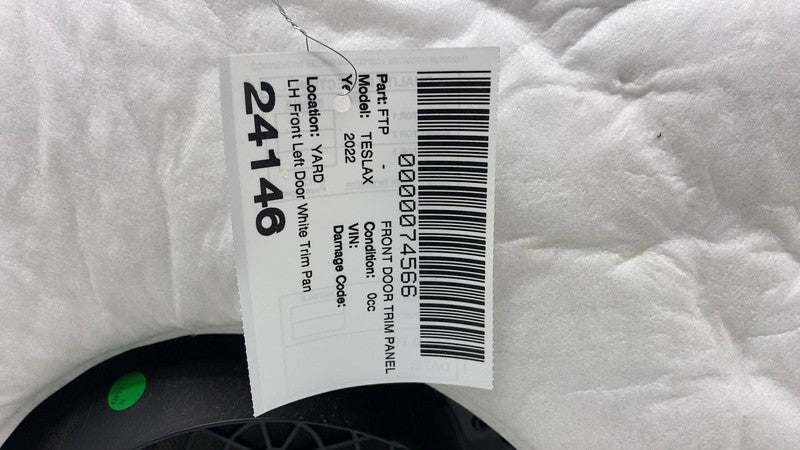 0000074566
Part: FTP - FRONT DOOR TRIM PANEL
Model: TESLAX Condition: 0cc
2022 VIN:
Damage Code:
Location: YARD
LH Front Left Door White Trim Pan
24146